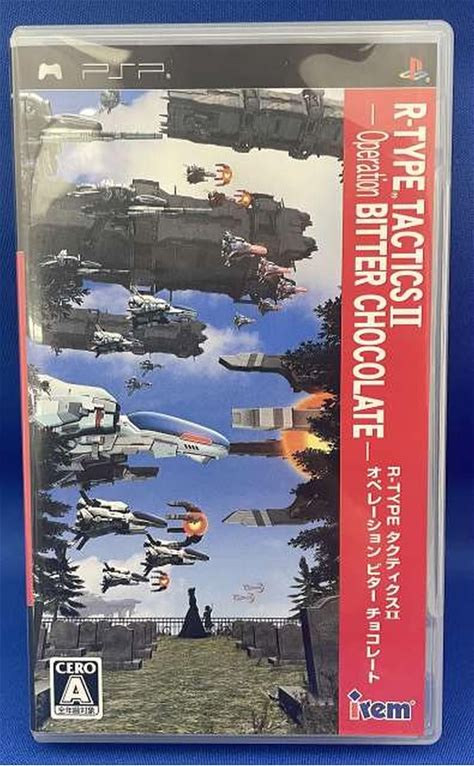 PSP
R-TYPE® TACTICS II
— Operation BITTER CHOCOLATE —
R-TYPE タクティクスII
オペレーション ビター チョコレート
CERO
A
全年齢対象
irem®